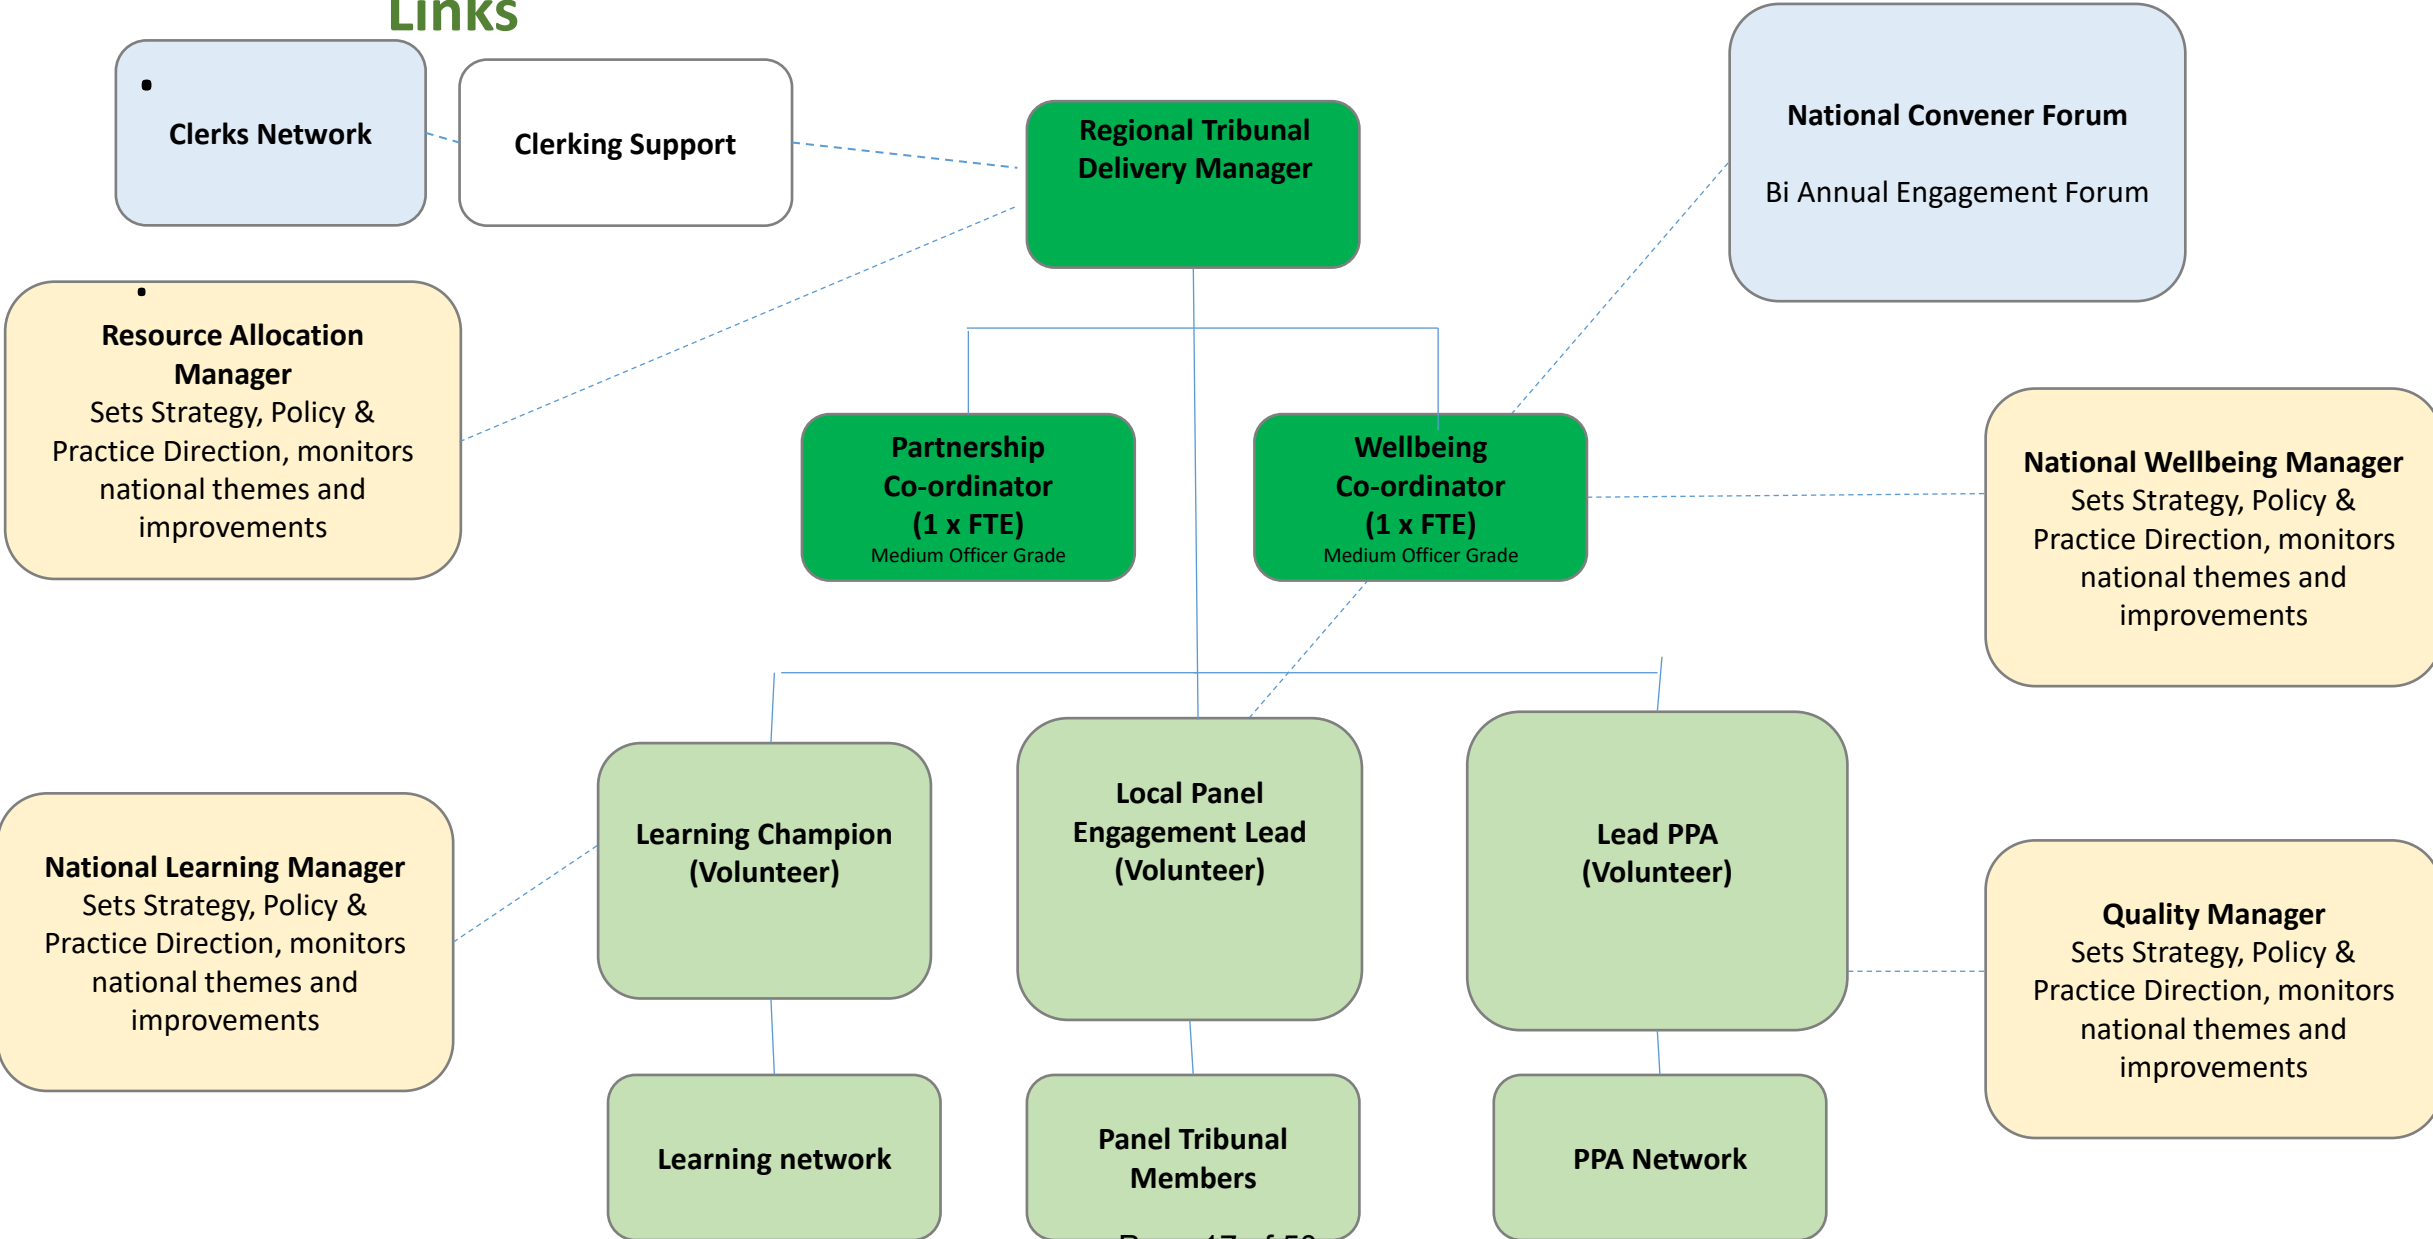 Links
Clerks Network
Clerking Support
Regional Tribunal
Delivery Manager
National Convener Forum
Bi Annual Engagement Forum
Resource Allocation
Manager
Sets Strategy, Policy &
Practice Direction, monitors
national themes and
improvements
Partnership
Co-ordinator
(1 x FTE)
Medium Officer Grade
Wellbeing
Co-ordinator
(1 x FTE)
Medium Officer Grade
National Wellbeing Manager
Sets Strategy, Policy &
Practice Direction, monitors
national themes and
improvements
National Learning Manager
Sets Strategy, Policy &
Practice Direction, monitors
national themes and
improvements
Learning Champion
(Volunteer)
Local Panel
Engagement Lead
(Volunteer)
Lead PPA
(Volunteer)
Quality Manager
Sets Strategy, Policy &
Practice Direction, monitors
national themes and
improvements
Learning network
Panel Tribunal
Members
PPA Network